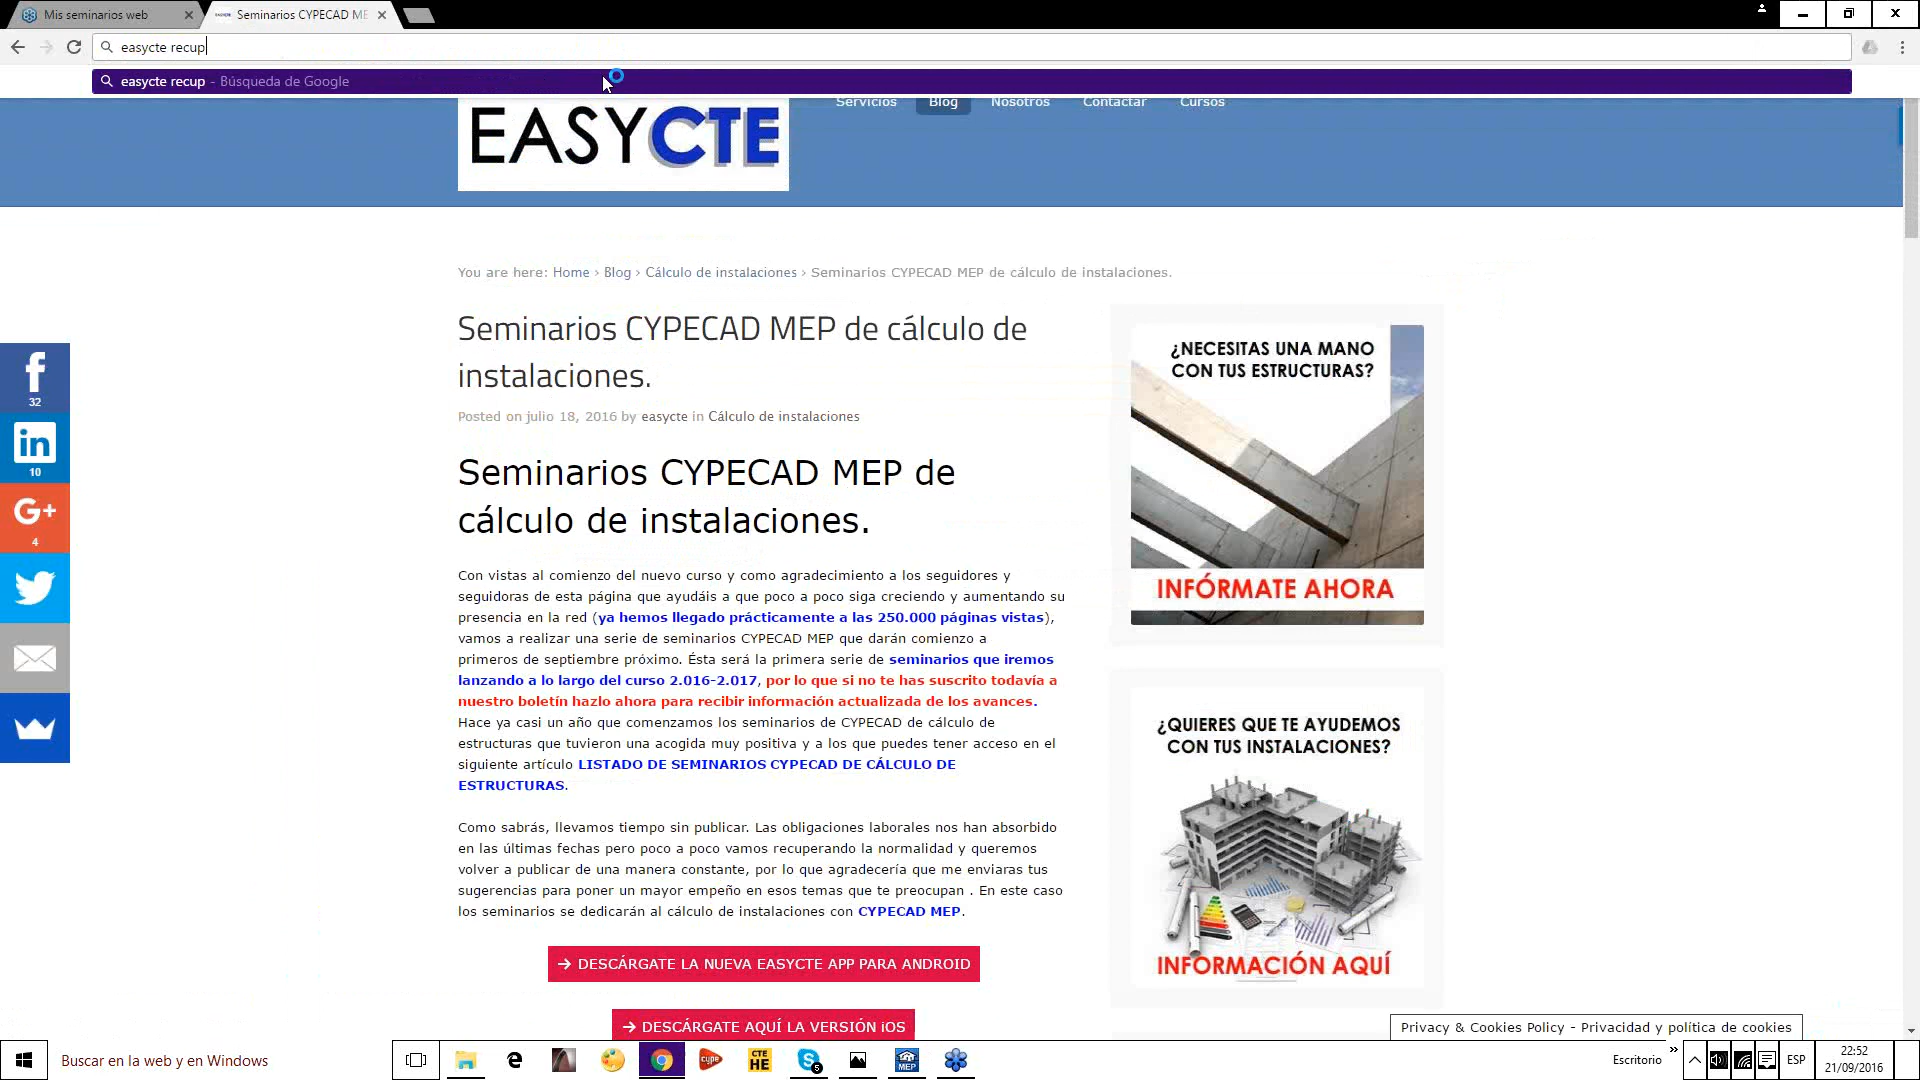 Mis seminarios web
Seminarios CYPECAD ME
easycte recup
easycte recup - Búsqueda de Google
EASYCTE
Servicios
Blog
Nosotros
Contactar
Cursos
You are here: Home › Blog › Cálculo de instalaciones › Seminarios CYPECAD MEP de cálculo de instalaciones.
Seminarios CYPECAD MEP de cálculo de
instalaciones.
Posted on julio 18, 2016 by easycte in Cálculo de instalaciones
Seminarios CYPECAD MEP de
cálculo de instalaciones.
Con vistas al comienzo del nuevo curso y como agradecimiento a los seguidores y
seguidoras de esta página que ayudáis a que poco a poco siga creciendo y aumentando su
presencia en la red (ya hemos llegado prácticamente a las 250.000 páginas vistas),
vamos a realizar una serie de seminarios CYPECAD MEP que darán comienzo a
primeros de septiembre próximo. Ésta será la primera serie de seminarios que iremos
lanzando a lo largo del curso 2.016-2.017, por lo que si no te has suscrito todavía a
nuestro boletín hazlo ahora para recibir información actualizada de los avances.
Hace ya casi un año que comenzamos los seminarios de CYPECAD de cálculo de
estructuras que tuvieron una acogida muy positiva y a los que puedes tener acceso en el
siguiente artículo LISTADO DE SEMINARIOS CYPECAD DE CÁLCULO DE
ESTRUCTURAS.
Como sabrás, llevamos tiempo sin publicar. Las obligaciones laborales nos han absorbido
en las últimas fechas pero poco a poco vamos recuperando la normalidad y queremos
volver a publicar de una manera constante, por lo que agradecería que me enviaras tus
sugerencias para poner un mayor empeño en esos temas que te preocupan . En este caso
los seminarios se dedicarán al cálculo de instalaciones con CYPECAD MEP.
→ DESCÁRGATE LA NUEVA EASYCTE APP PARA ANDROID
→ DESCÁRGATE AQUÍ LA VERSIÓN iOS
¿NECESITAS UNA MANO
CON TUS ESTRUCTURAS?
INFÓRMATE AHORA
¿QUIERES QUE TE AYUDEMOS
CON TUS INSTALACIONES?
INFORMACIÓN AQUÍ
32
in
10
G+
4
Privacy & Cookies Policy - Privacidad y política de cookies
Buscar en la web y en Windows
cype
CTE
HE
5
MEP
Escritorio
ESP
22:52
21/09/2016